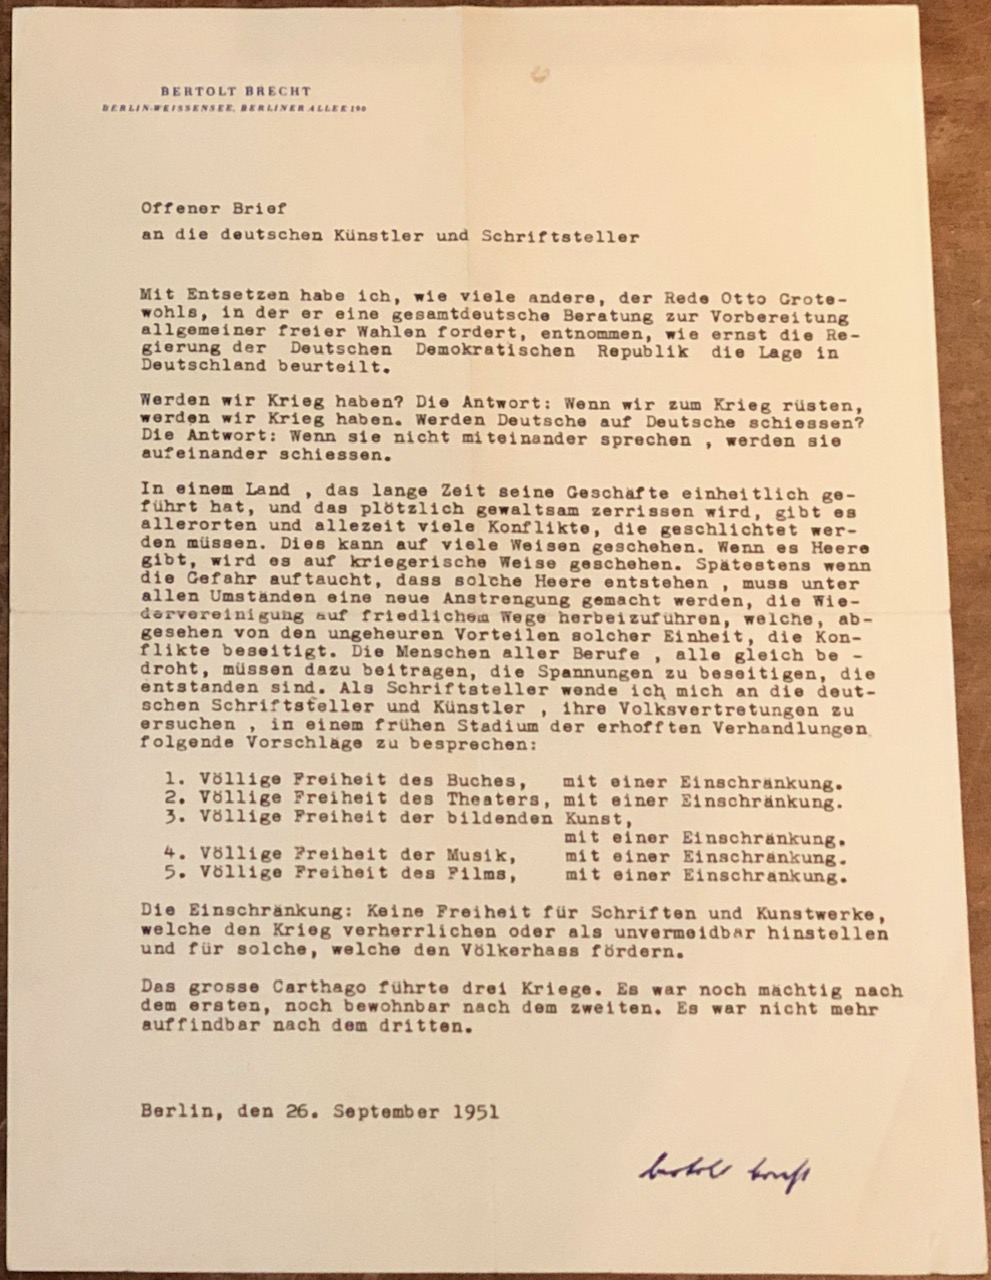 BERTOLT BRECHT
BERLIN-WEISSENSEE, BERLINER ALLEE 190
Offener Brief
an die deutschen Künstler und Schriftsteller
Mit Entsetzen habe ich, wie viele andere, der Rede Otto Grote-
wohls, in der er eine gesamtdeutsche Beratung zur Vorbereitung
allgemeiner freier Wahlen fordert, entnommen, wie ernst die Re-
gierung der Deutschen Demokratischen Republik die Lage in
Deutschland beurteilt.
Werden wir Krieg haben? Die Antwort: Wenn wir zum Krieg rüsten,
werden wir Krieg haben. Werden Deutsche auf Deutsche schiessen?
Die Antwort: Wenn sie nicht miteinander sprechen , werden sie
aufeinander schiessen.
In einem Land , das lange Zeit seine Geschäfte einheitlich ge-
führt hat, und das plötzlich gewaltsam zerrissen wird, gibt es
allerorten und allezeit viele Konflikte, die geschlichtet wer-
den müssen. Dies kann auf viele Weisen geschehen. Wenn es Heere
gibt, wird es auf kriegerische Weise geschehen. Spätestens wenn
die Gefahr auftaucht, dass solche Heere entstehen , muss unter
allen Umständen eine neue Anstrengung gemacht werden, die Wie-
dervereinigung auf friedlichem Wege herbeizuführen, welche, ab-
gesehen von den ungeheuren Vorteilen solcher Einheit, die Kon-
flikte beseitigt. Die Menschen aller Berufe , alle gleich be -
droht, müssen dazu beitragen, die Spannungen zu beseitigen, die
entstanden sind. Als Schriftsteller wende ich mich an die deut-
schen Schriftsteller und Künstler , ihre Volksvertretungen zu
ersuchen , in einem frühen Stadium der erhofften Verhandlungen
folgende Vorschläge zu besprechen:
1. Völlige Freiheit des Buches, mit einer Einschränkung.
2. Völlige Freiheit des Theaters, mit einer Einschränkung.
3. Völlige Freiheit der bildenden Kunst,
mit einer Einschränkung.
4. Völlige Freiheit der Musik, mit einer Einschränkung.
5. Völlige Freiheit des Films, mit einer Einschränkung.
Die Einschränkung: Keine Freiheit für Schriften und Kunstwerke,
welche den Krieg verherrlichen oder als unvermeidbar hinstellen
und für solche, welche den Völkerhass fördern.
Das grosse Carthago führte drei Kriege. Es war noch mächtig nach
dem ersten, noch bewohnbar nach dem zweiten. Es war nicht mehr
auffindbar nach dem dritten.
Berlin, den 26. September 1951
bertolt brecht